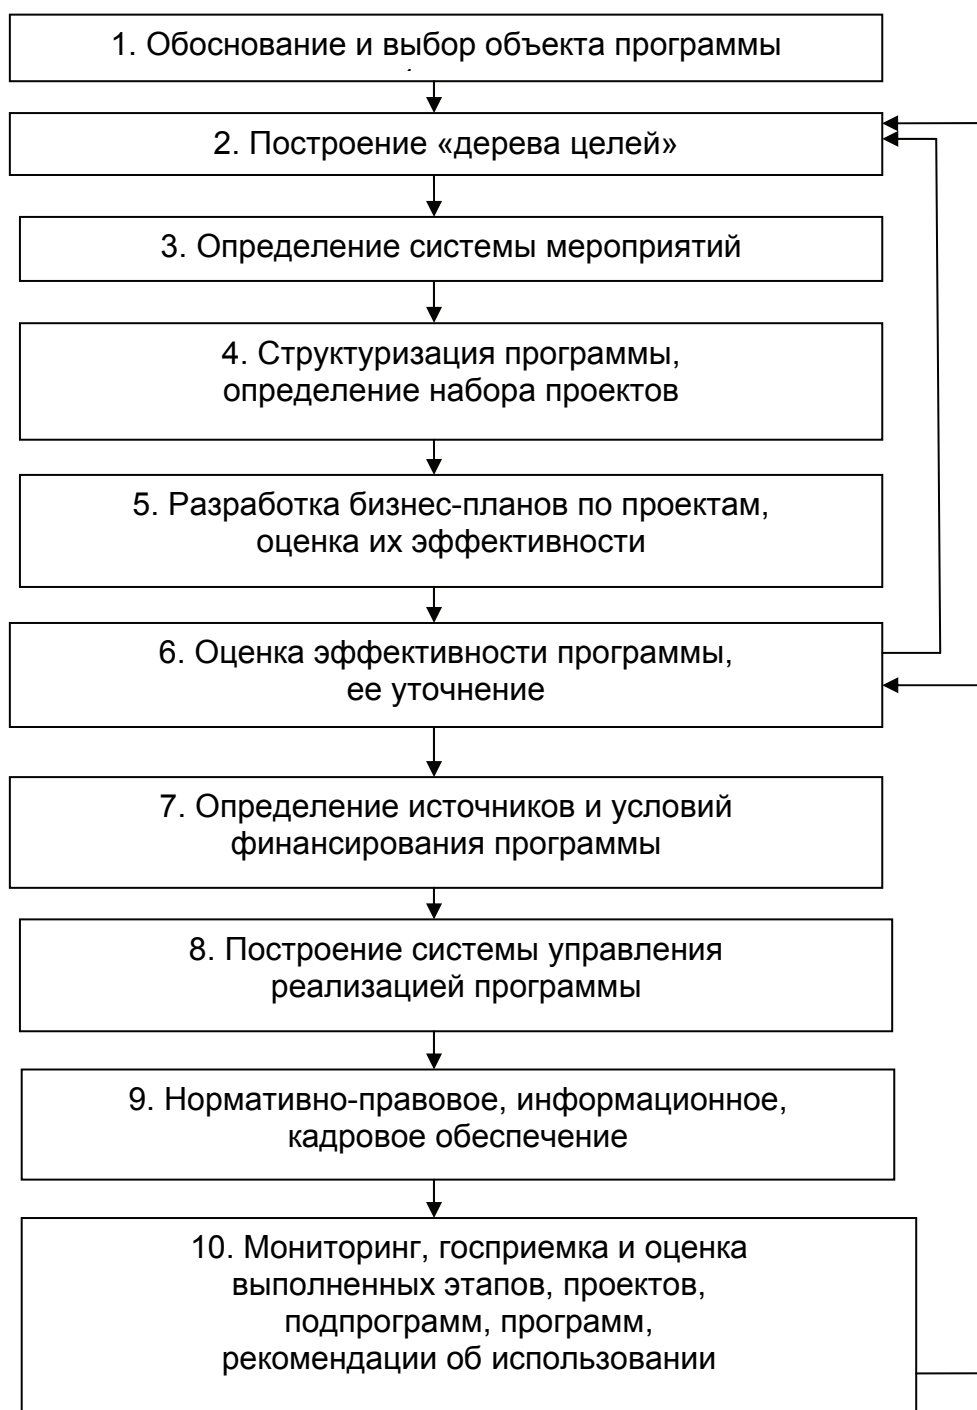 1. Обоснование и выбор объекта программы
2. Построение «дерева целей»
3. Определение системы мероприятий
4. Структуризация программы,
определение набора проектов
5. Разработка бизнес-планов по проектам,
оценка их эффективности
6. Оценка эффективности программы,
ее уточнение
7. Определение источников и условий
финансирования программы
8. Построение системы управления
реализацией программы
9. Нормативно-правовое, информационное,
кадровое обеспечение
10. Мониторинг, госприемка и оценка
выполненных этапов, проектов,
подпрограмм, программ,
рекомендации об использовании